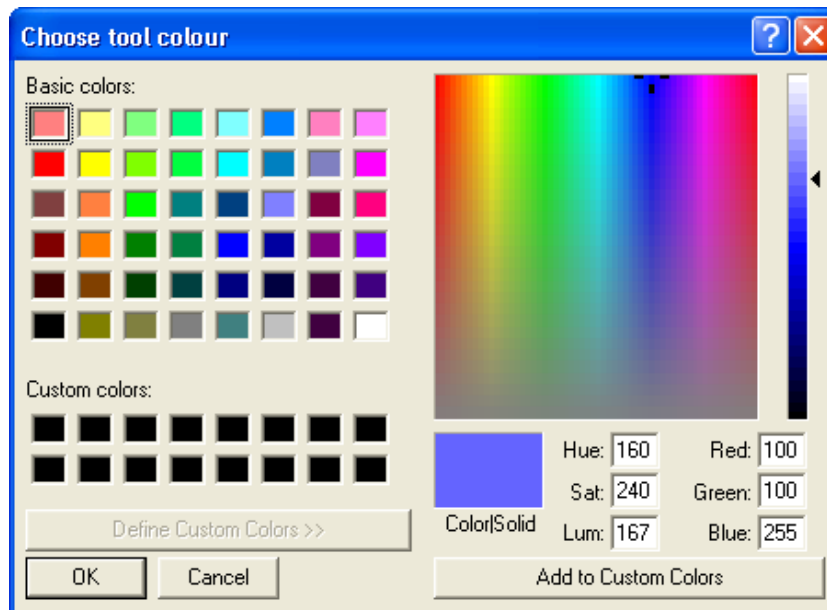 Choose tool colour
Basic colors:
Custom colors:
Define Custom Colors >>
OK Cancel
Color|Solid
Hue: 160 Red: 100
Sat: 240 Green: 100
Lum: 167 Blue: 255
Add to Custom Colors